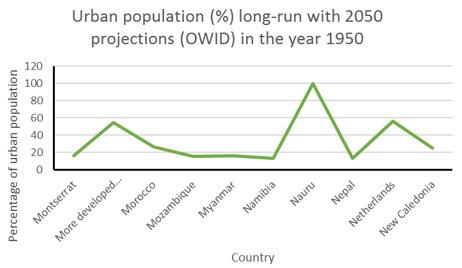 Urban population (%) long-run with 2050
projections (OWID) in the year 1950
Percentage of urban population
120
100
80
60
40
20
0
Montserrat
More developed...
Morocco
Mozambique
Myanmar
Namibia
Nauru
Nepal
Netherlands
New Caledonia
Country